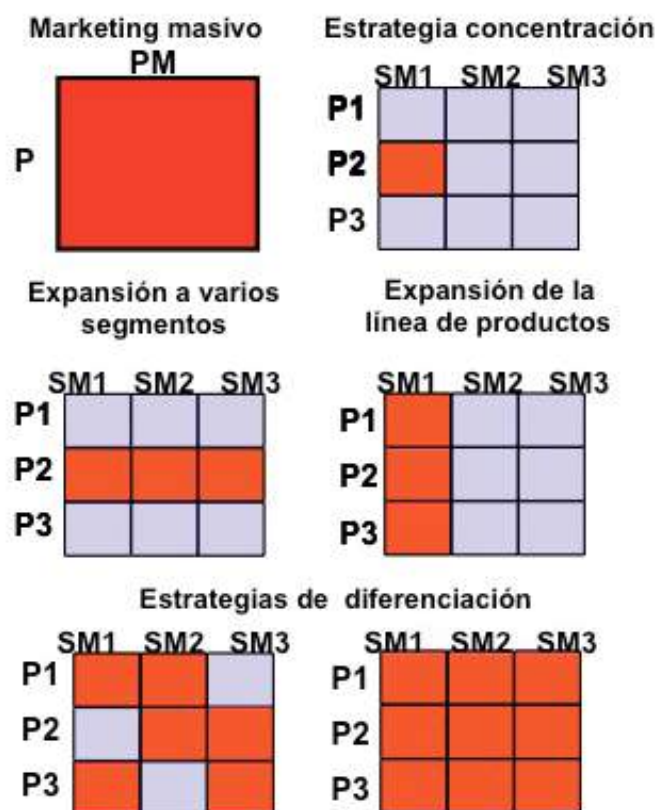 Marketing masivo
PM
P
Estrategia concentración
SM1 SM2 SM3
P1
P2
P3
Expansión a varios
segmentos
SM1 SM2 SM3
P1
P2
P3
Expansión de la
línea de productos
SM1 SM2 SM3
P1
P2
P3
Estrategias de diferenciación
SM1 SM2 SM3
P1
P2
P3
SM1 SM2 SM3
P1
P2
P3